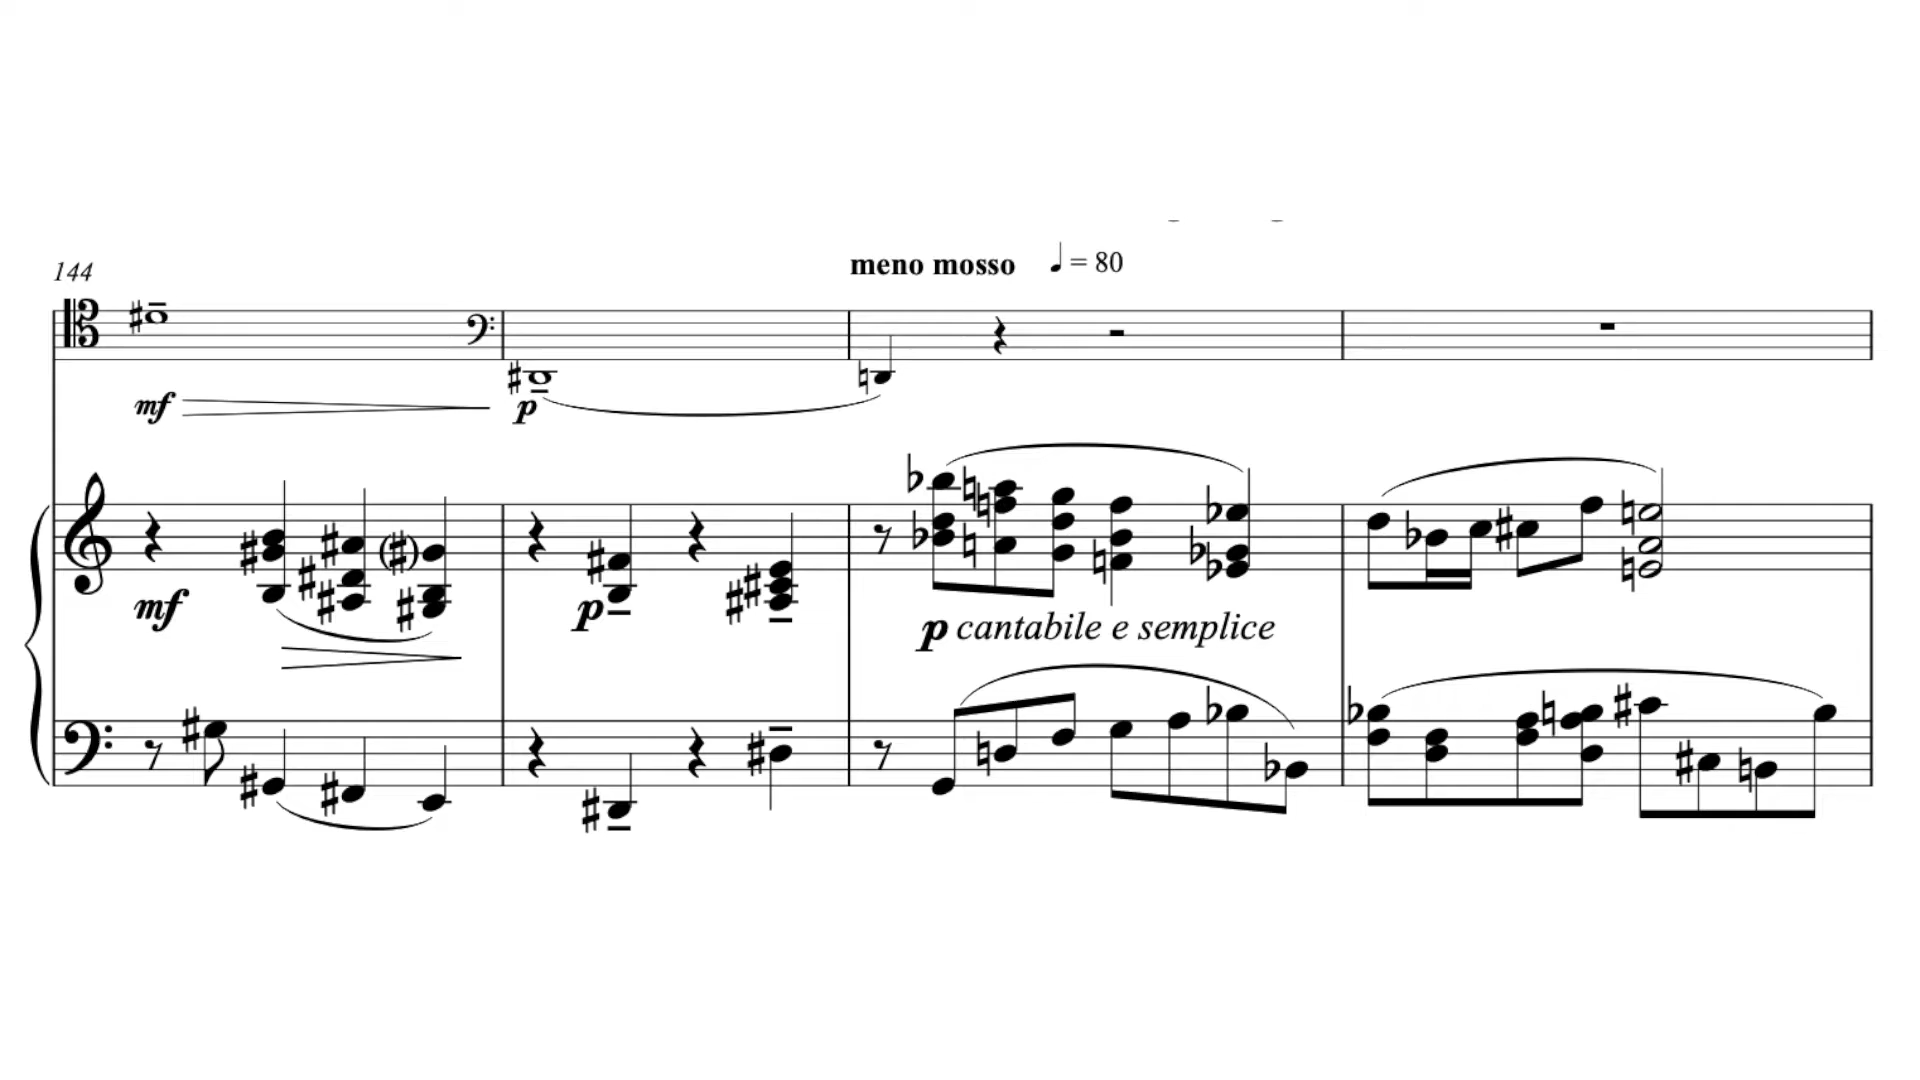 meno mosso ♩ = 80
144
mf
p
mf
p
p cantabile e semplice